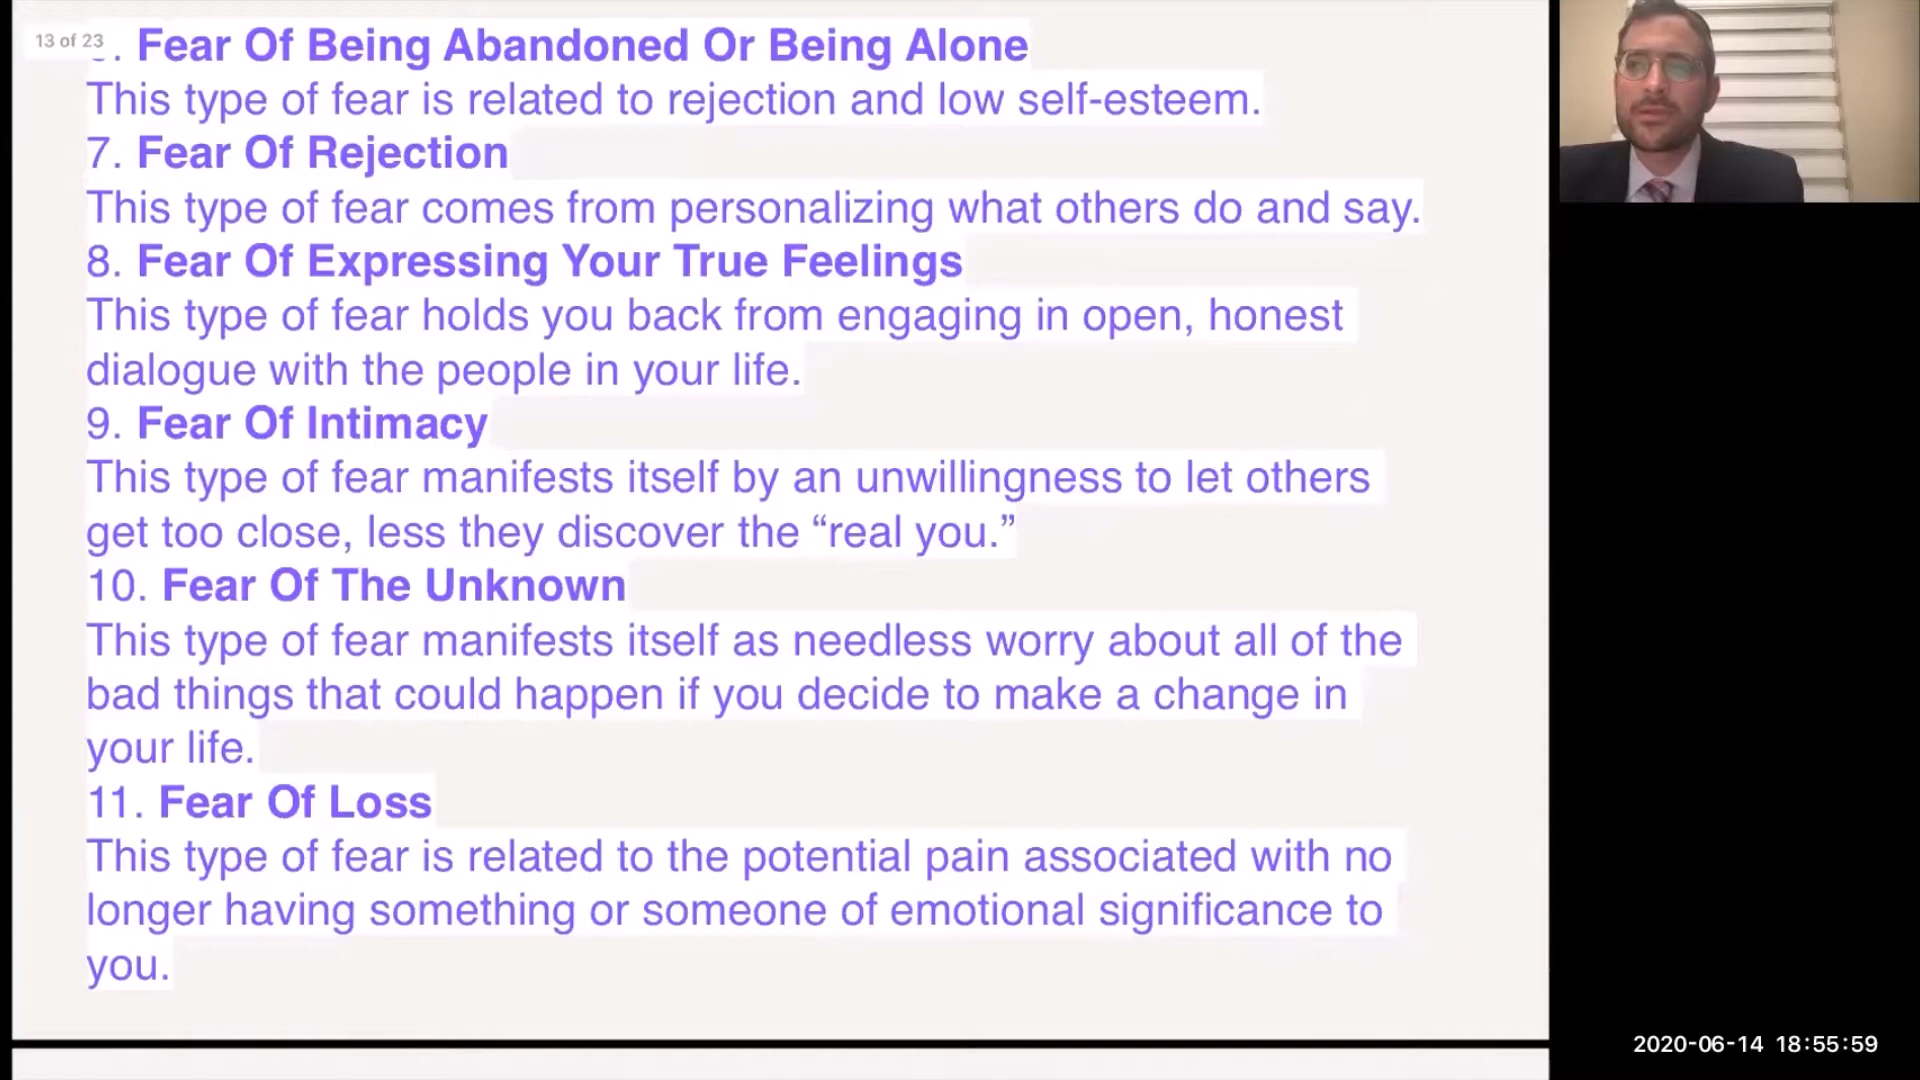 13 of 23
. Fear Of Being Abandoned Or Being Alone
This type of fear is related to rejection and low self-esteem.
7. Fear Of Rejection
This type of fear comes from personalizing what others do and say.
8. Fear Of Expressing Your True Feelings
This type of fear holds you back from engaging in open, honest
dialogue with the people in your life.
9. Fear Of Intimacy
This type of fear manifests itself by an unwillingness to let others
get too close, less they discover the “real you.”
10. Fear Of The Unknown
This type of fear manifests itself as needless worry about all of the
bad things that could happen if you decide to make a change in
your life.
11. Fear Of Loss
This type of fear is related to the potential pain associated with no
longer having something or someone of emotional significance to
you.
2020-06-14 18:55:59